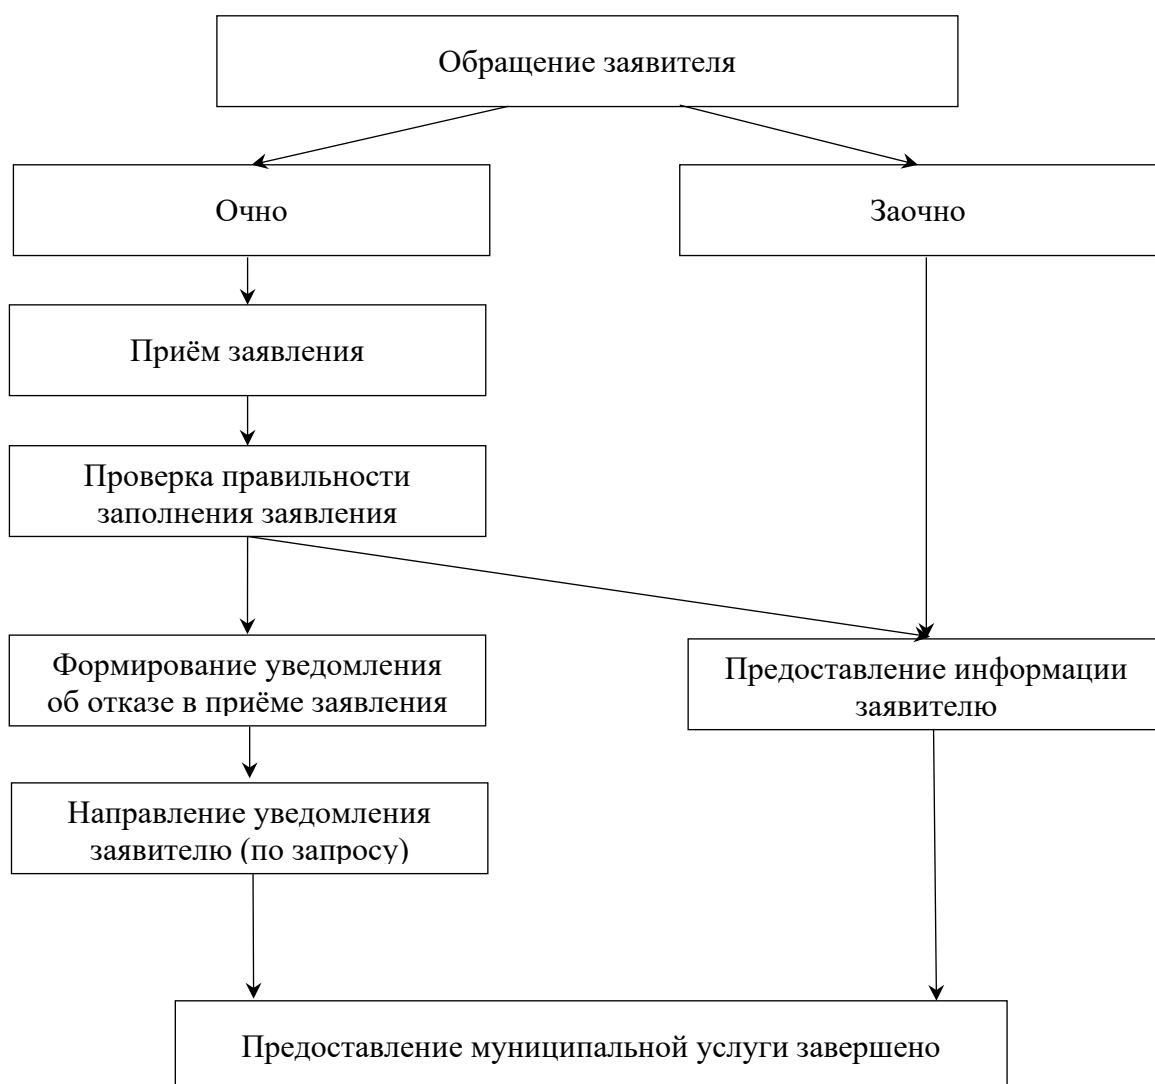 Обращение заявителя
Очно
Заочно
Приём заявления
Проверка правильности
заполнения заявления
Формирование уведомления
об отказе в приёме заявления
Предоставление информации
заявителю
Направление уведомления
заявителю (по запросу)
Предоставление муниципальной услуги завершено